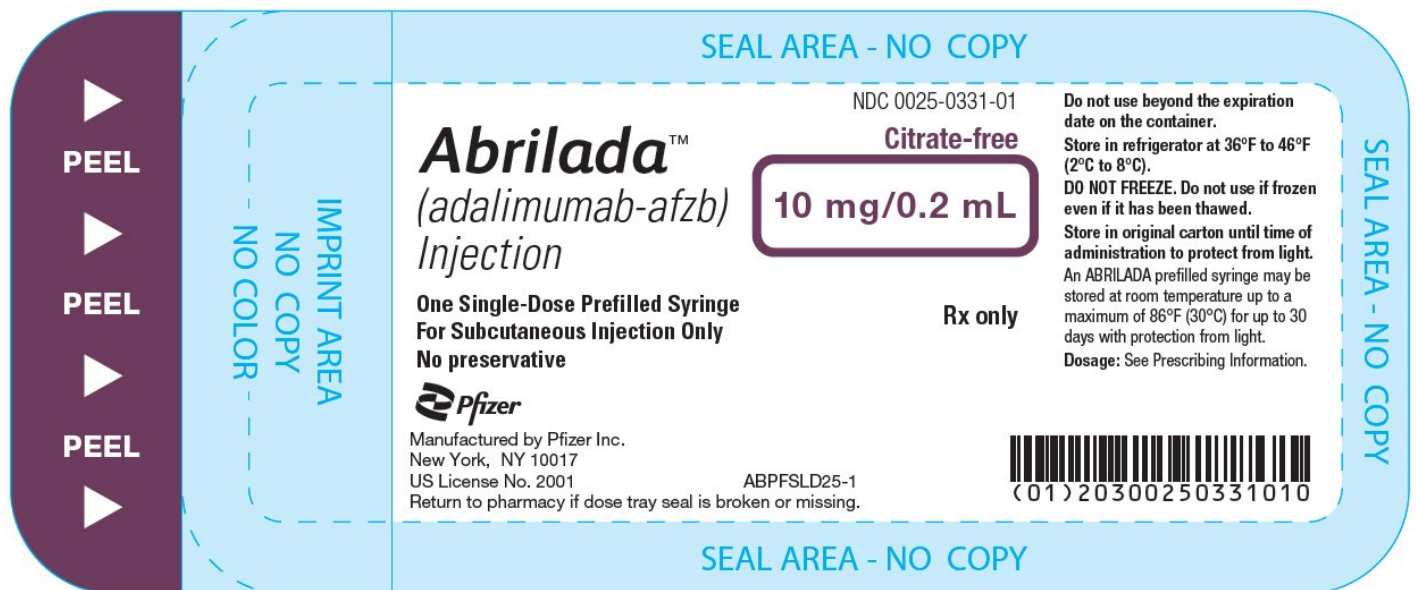 SEAL AREA - NO COPY
PEEL
PEEL
PEEL
IMPRINT AREA
NO COPY
NO COLOR
Abrilada™
(adalimumab-afzb)
Injection
One Single-Dose Prefilled Syringe
For Subcutaneous Injection Only
No preservative
Pfizer
Manufactured by Pfizer Inc.
New York, NY 10017
US License No. 2001
ABPFSLD25-1
Return to pharmacy if dose tray seal is broken or missing.
NDC 0025-0331-01
Citrate-free
10 mg/0.2 mL
Rx only
Do not use beyond the expiration
date on the container.
Store in refrigerator at 36ºF to 46ºF
(2ºC to 8ºC).
DO NOT FREEZE. Do not use if frozen
even if it has been thawed.
Store in original carton until time of
administration to protect from light.
An ABRILADA prefilled syringe may be
stored at room temperature up to a
maximum of 86ºF (30ºC) for up to 30
days with protection from light.
Dosage: See Prescribing Information.
(01)20300250331010
SEAL AREA - NO COPY
SEAL AREA - NO COPY